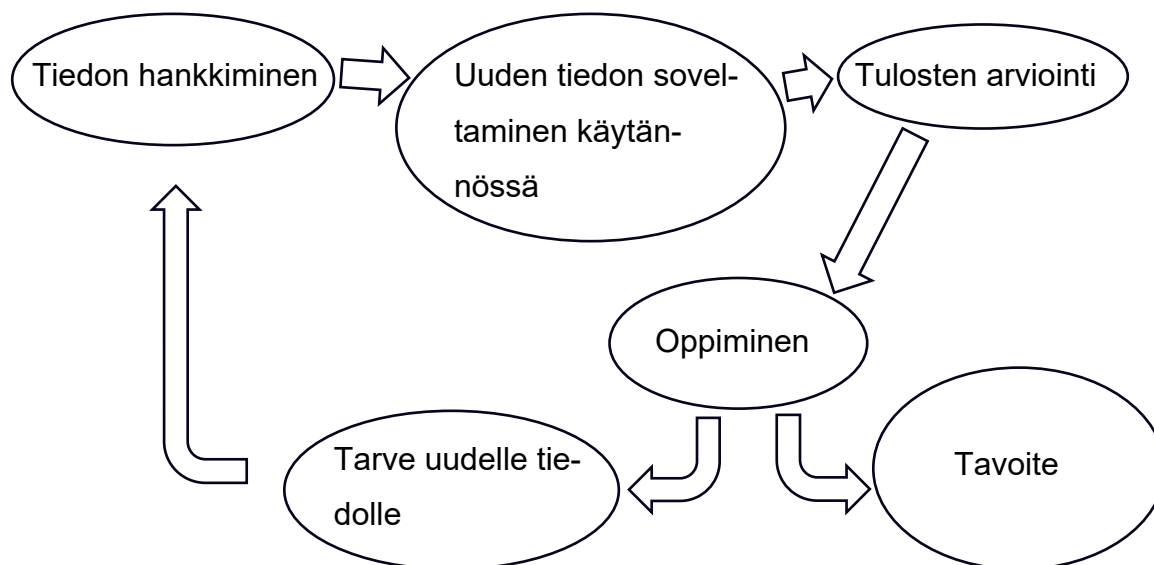 Tiedon hankkiminen
Uuden tiedon sovel-
taminen käytän-
nössä
Tulosten arviointi
Oppiminen
Tarve uudelle tie-
dolle
Tavoite